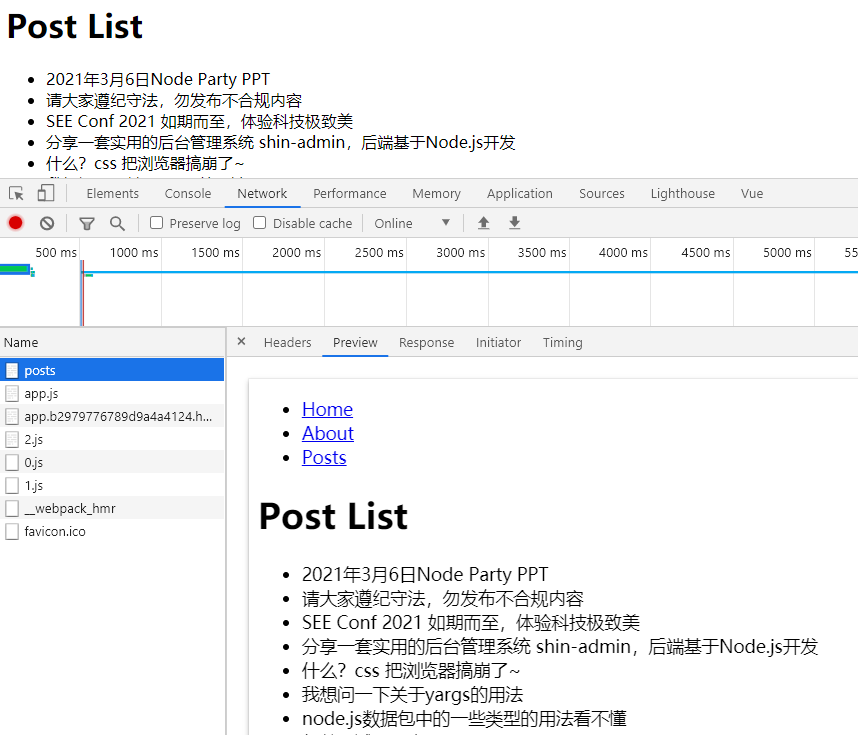 Post List
2021年3月6日Node Party PPT
请大家遵纪守法，勿发布不合规内容
SEE Conf 2021 如期而至，体验科技极致美
分享一套实用的后台管理系统 shin-admin，后端基于Node.js开发
什么？css 把浏览器搞崩了~
Elements Console Network Performance Memory Application Sources Lighthouse Vue
Preserve log Disable cache Online ▼
500 ms 1000 ms 1500 ms 2000 ms 2500 ms 3000 ms 3500 ms 4000 ms 4500 ms 5000 ms 55
Name
× Headers Preview Response Initiator Timing
posts
app.js
app.b2979776789d9a4a4124.h...
2.js
0.js
1.js
__webpack_hmr
favicon.ico
Home
About
Posts
Post List
2021年3月6日Node Party PPT
请大家遵纪守法，勿发布不合规内容
SEE Conf 2021 如期而至，体验科技极致美
分享一套实用的后台管理系统 shin-admin，后端基于Node.js开发
什么？css 把浏览器搞崩了~
我想问一下关于yargs的用法
node.js数据包中的一些类型的用法看不懂